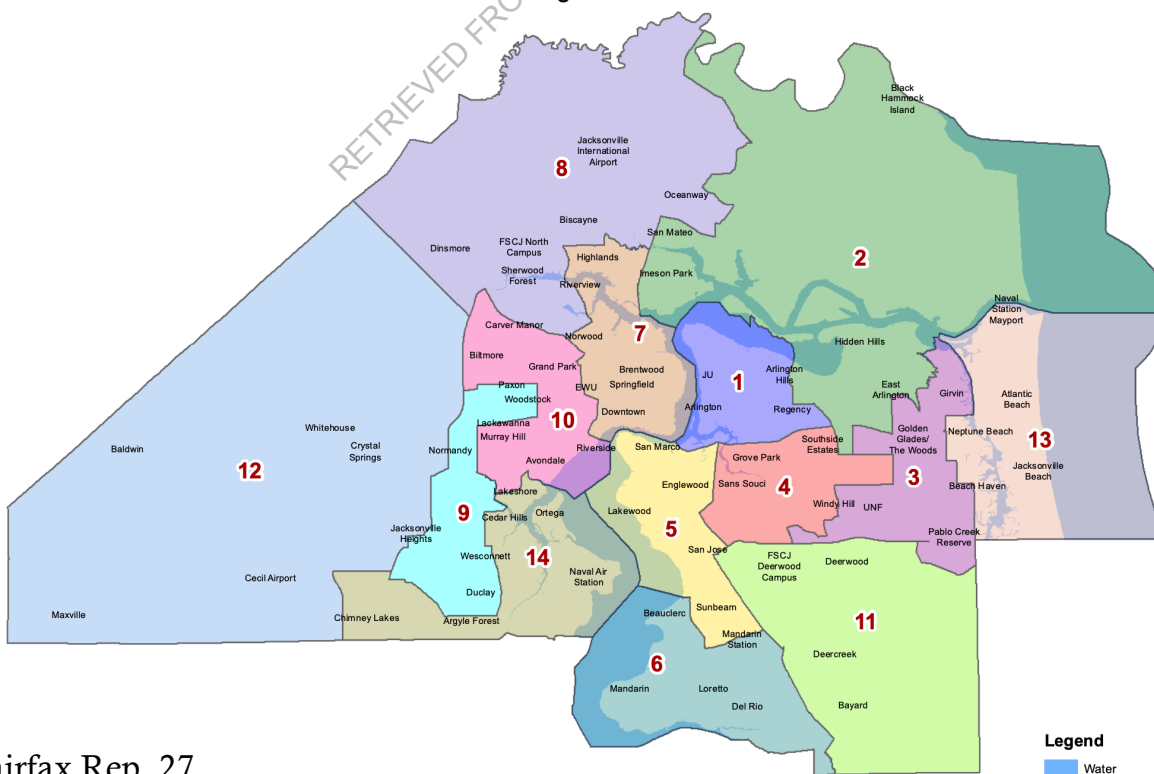 RETRIEVED FRO
Black
Hammock
Island
Jacksonville
International
Airport
8
Oceanway
Biscayne
San Mateo
Dinsmore
FSCJ North
Campus
Highlands
2
Sherwood
Forest
Imeson Park
Riverview
Naval
Station
Mayport
Carver Manor
Norwood
7
Hidden Hills
Biltmore
Grand Park
Brentwood
JU
1
Arlington
Hills
Paxon
EWU
Springfield
East
Arlington
Girvin
Atlantic
Beach
Woodstock
Downtown
Arlington
Regency
Lackawanna
10
Whitehouse
Murray Hill
Golden
Glades/
The Woods
Neptune Beach
13
Baldwin
Crystal
Springs
Normandy
Riverside
San Marco
Southside
Estates
12
Avondale
Grove Park
Jacksonville
Beach
Lakeshore
Englewood
Sans Souci
4
3
Beach Haven
9
Cedar Hills
Ortega
Lakewood
Windy Hill
UNF
Jacksonville
Heights
5
Pablo Creek
Reserve
Wesconnett
14
San Jose
FSCJ
Deerwood
Campus
Deerwood
Cecil Airport
Naval Air
Station
Duclay
Maxville
Chimney Lakes
Argyle Forest
Beauclerc
Sunbeam
11
Mandarin
Station
6
Deercreek
Mandarin
Loretto
Del Rio
Bayard
Legend
Water
airfax Rep. 27